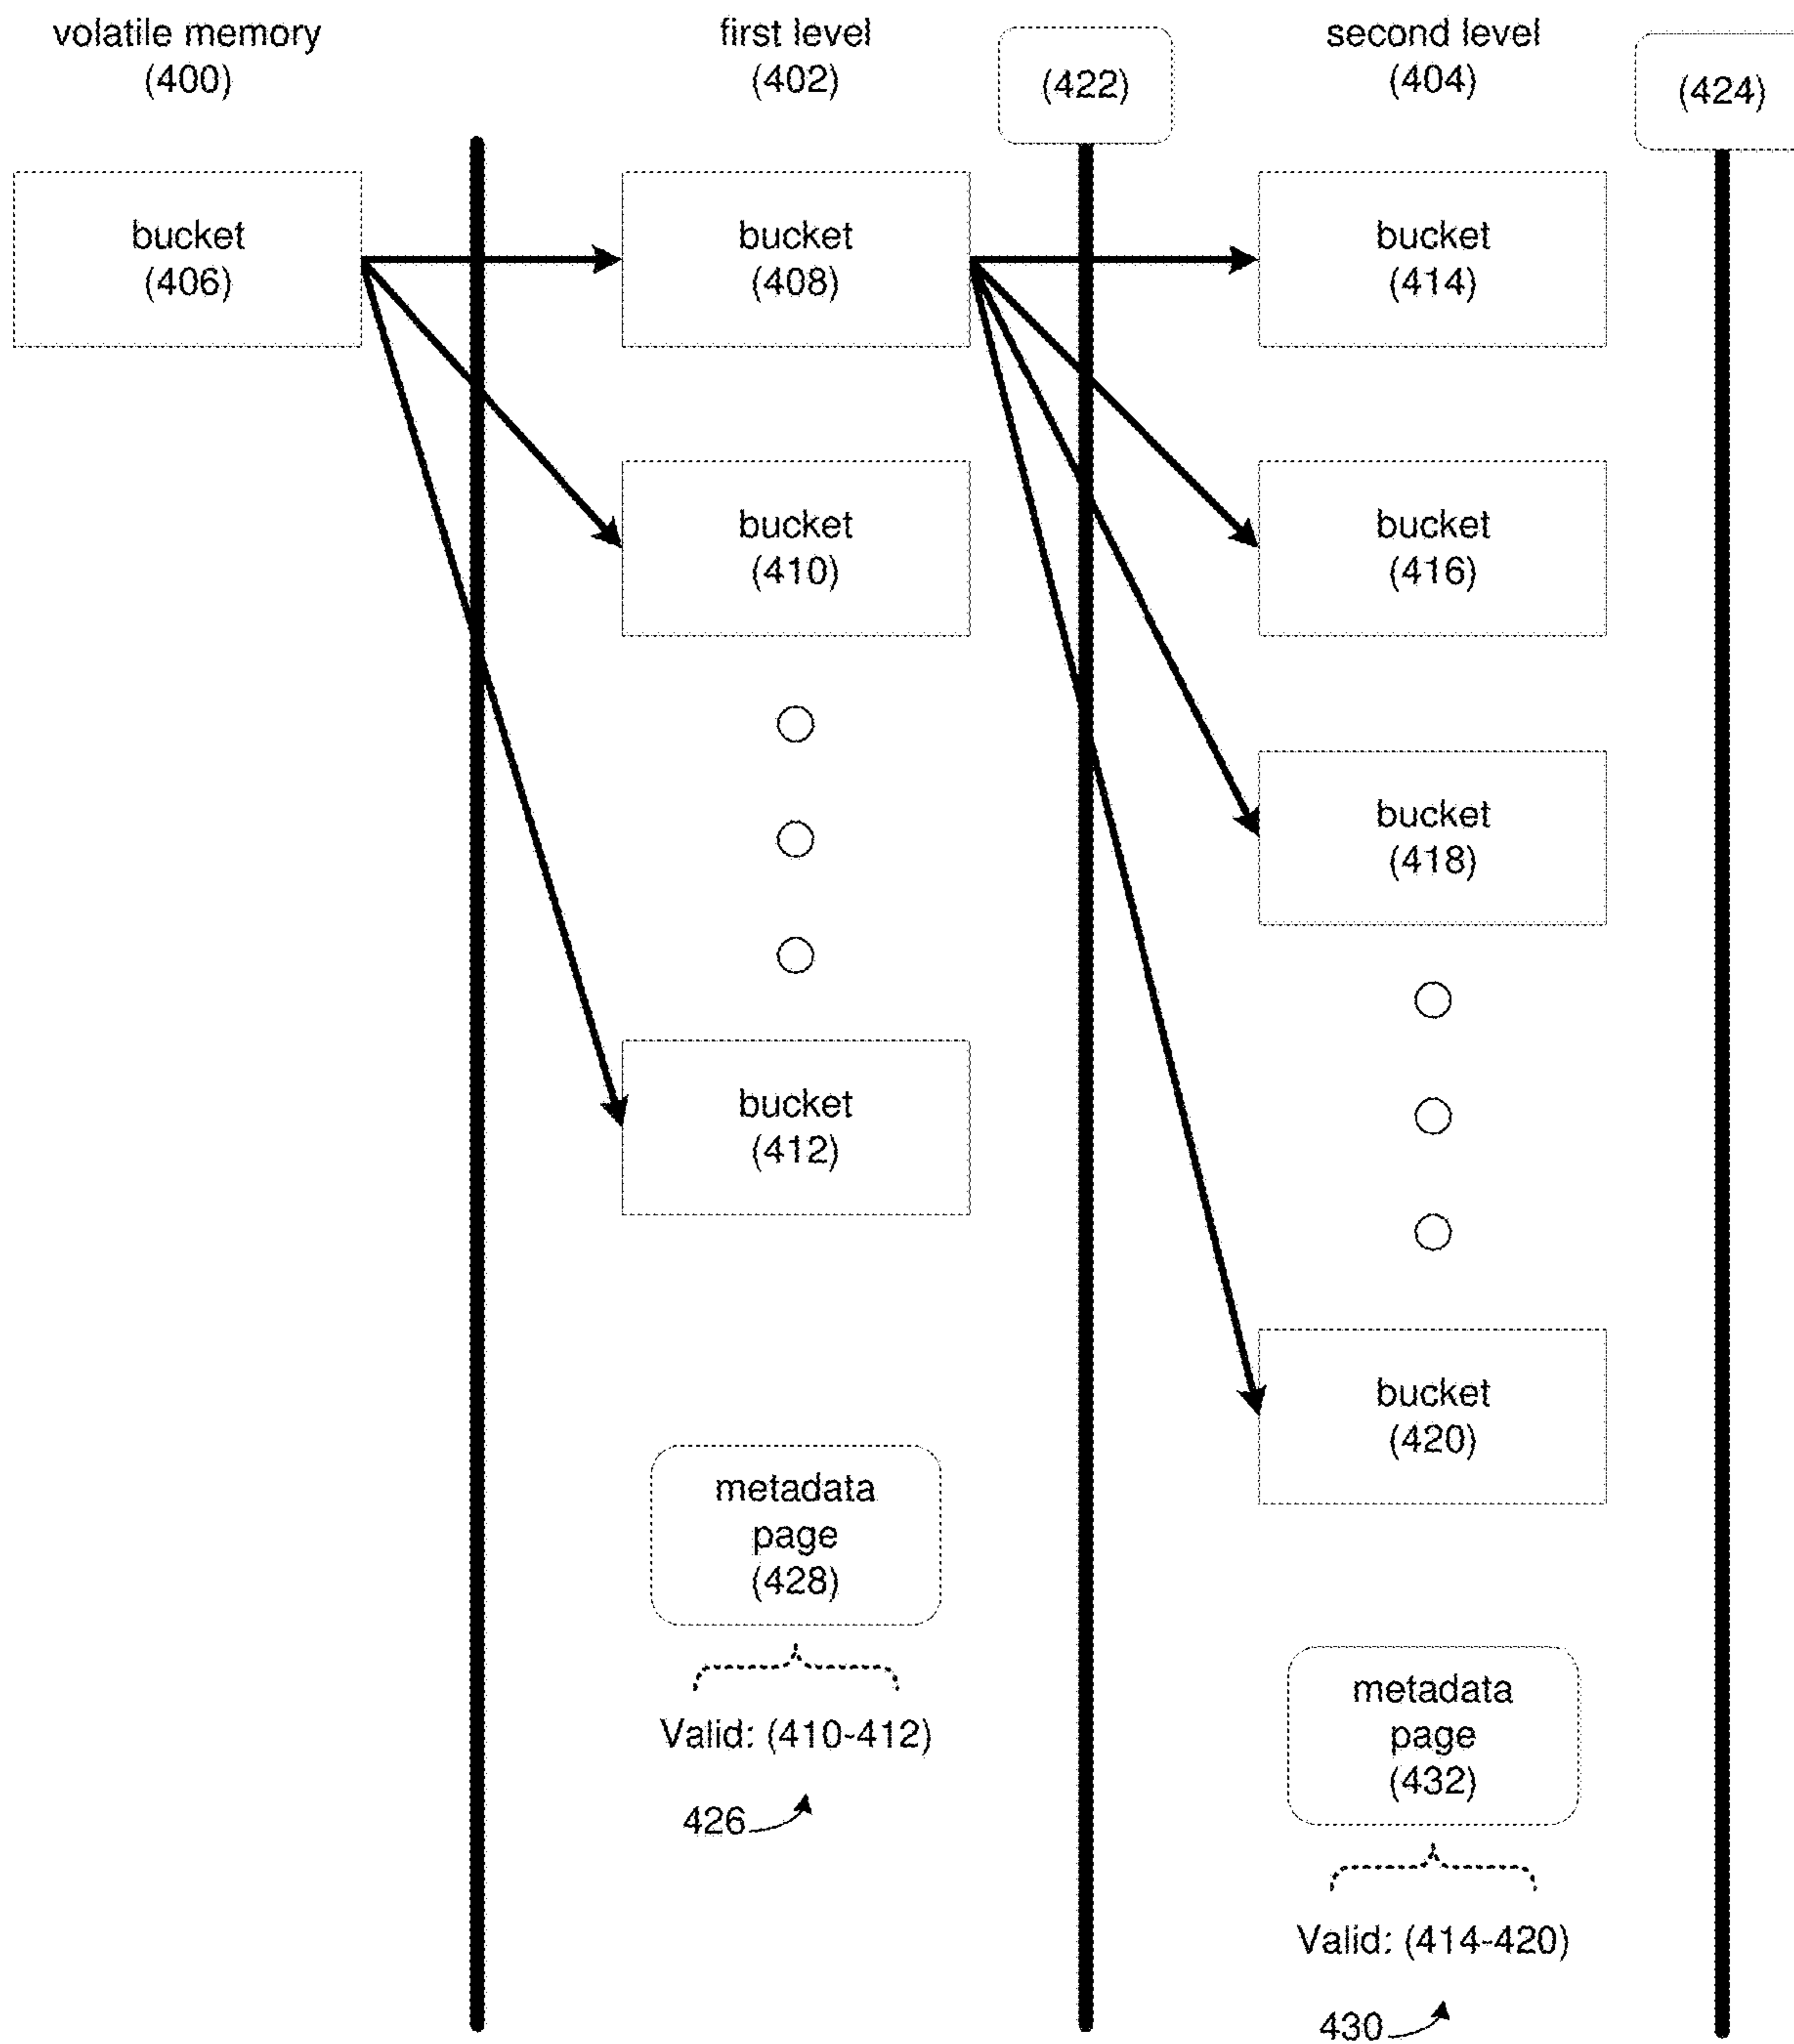 volatile memory
(400)
first level
(402)
(422)
second level
(404)
(424)
bucket
(406)
bucket
(408)
bucket
(414)
bucket
(410)
bucket
(416)
bucket
(418)
bucket
(412)
bucket
(420)
metadata
page
(428)
Valid: (410-412)
426
metadata
page
(432)
Valid: (414-420)
430